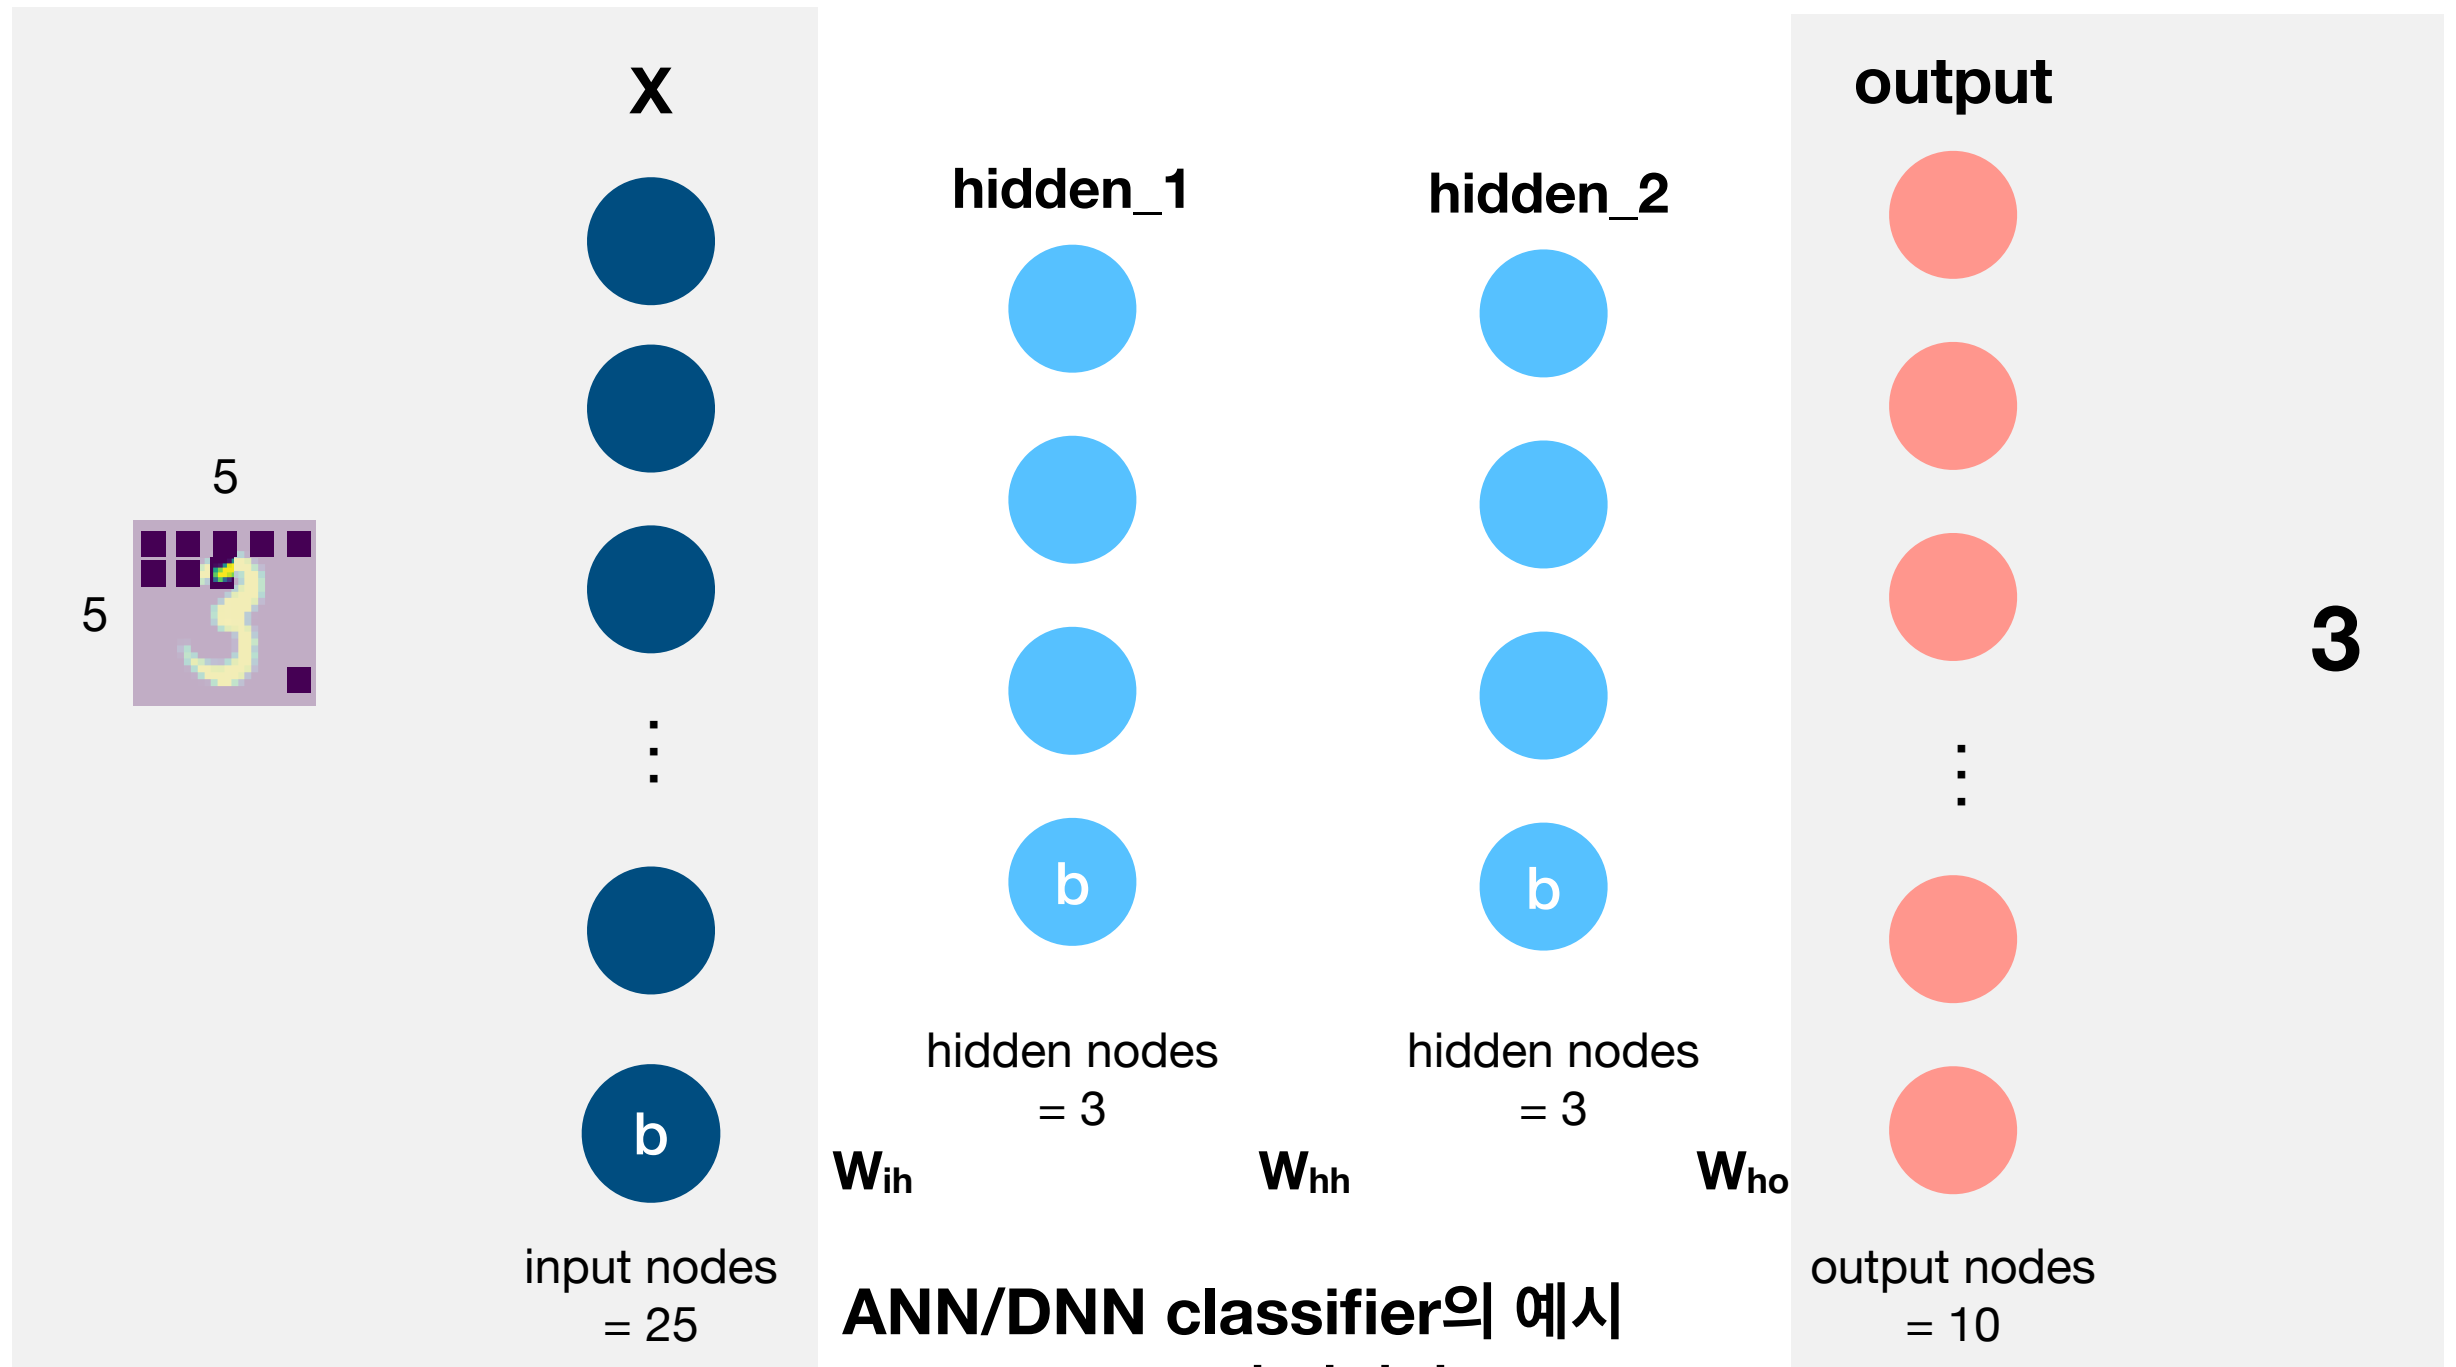 X
output
hidden_1
hidden_2
5
5
3
b
b
b
hidden nodes
= 3
hidden nodes
= 3
Wih
Whh
Who
input nodes
= 25
output nodes
= 10
ANN/DNN classifier의 예시